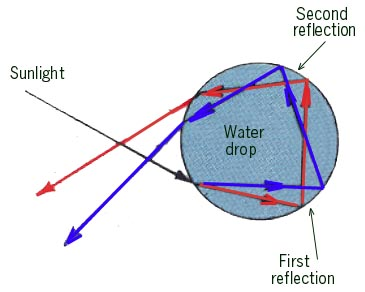 Second
reflection
Sunlight
Water
drop
First
reflection